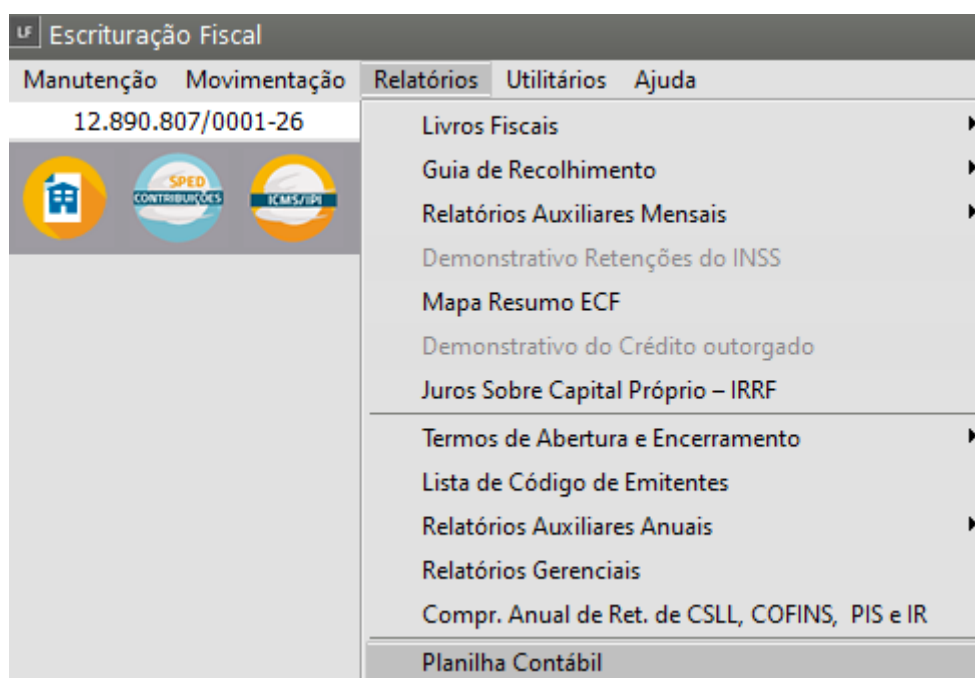 LF Escrituração Fiscal
Manutenção Movimentação Relatórios Utilitários Ajuda
12.890.807/0001-26
SPED
CONTRIBUIÇÕES
ICMS/IPI
Livros Fiscais
Guia de Recolhimento
Relatórios Auxiliares Mensais
Demonstrativo Retenções do INSS
Mapa Resumo ECF
Demonstrativo do Crédito outorgado
Juros Sobre Capital Próprio – IRRF
Termos de Abertura e Encerramento
Lista de Código de Emitentes
Relatórios Auxiliares Anuais
Relatórios Gerenciais
Compr. Anual de Ret. de CSLL, COFINS, PIS e IR
Planilha Contábil